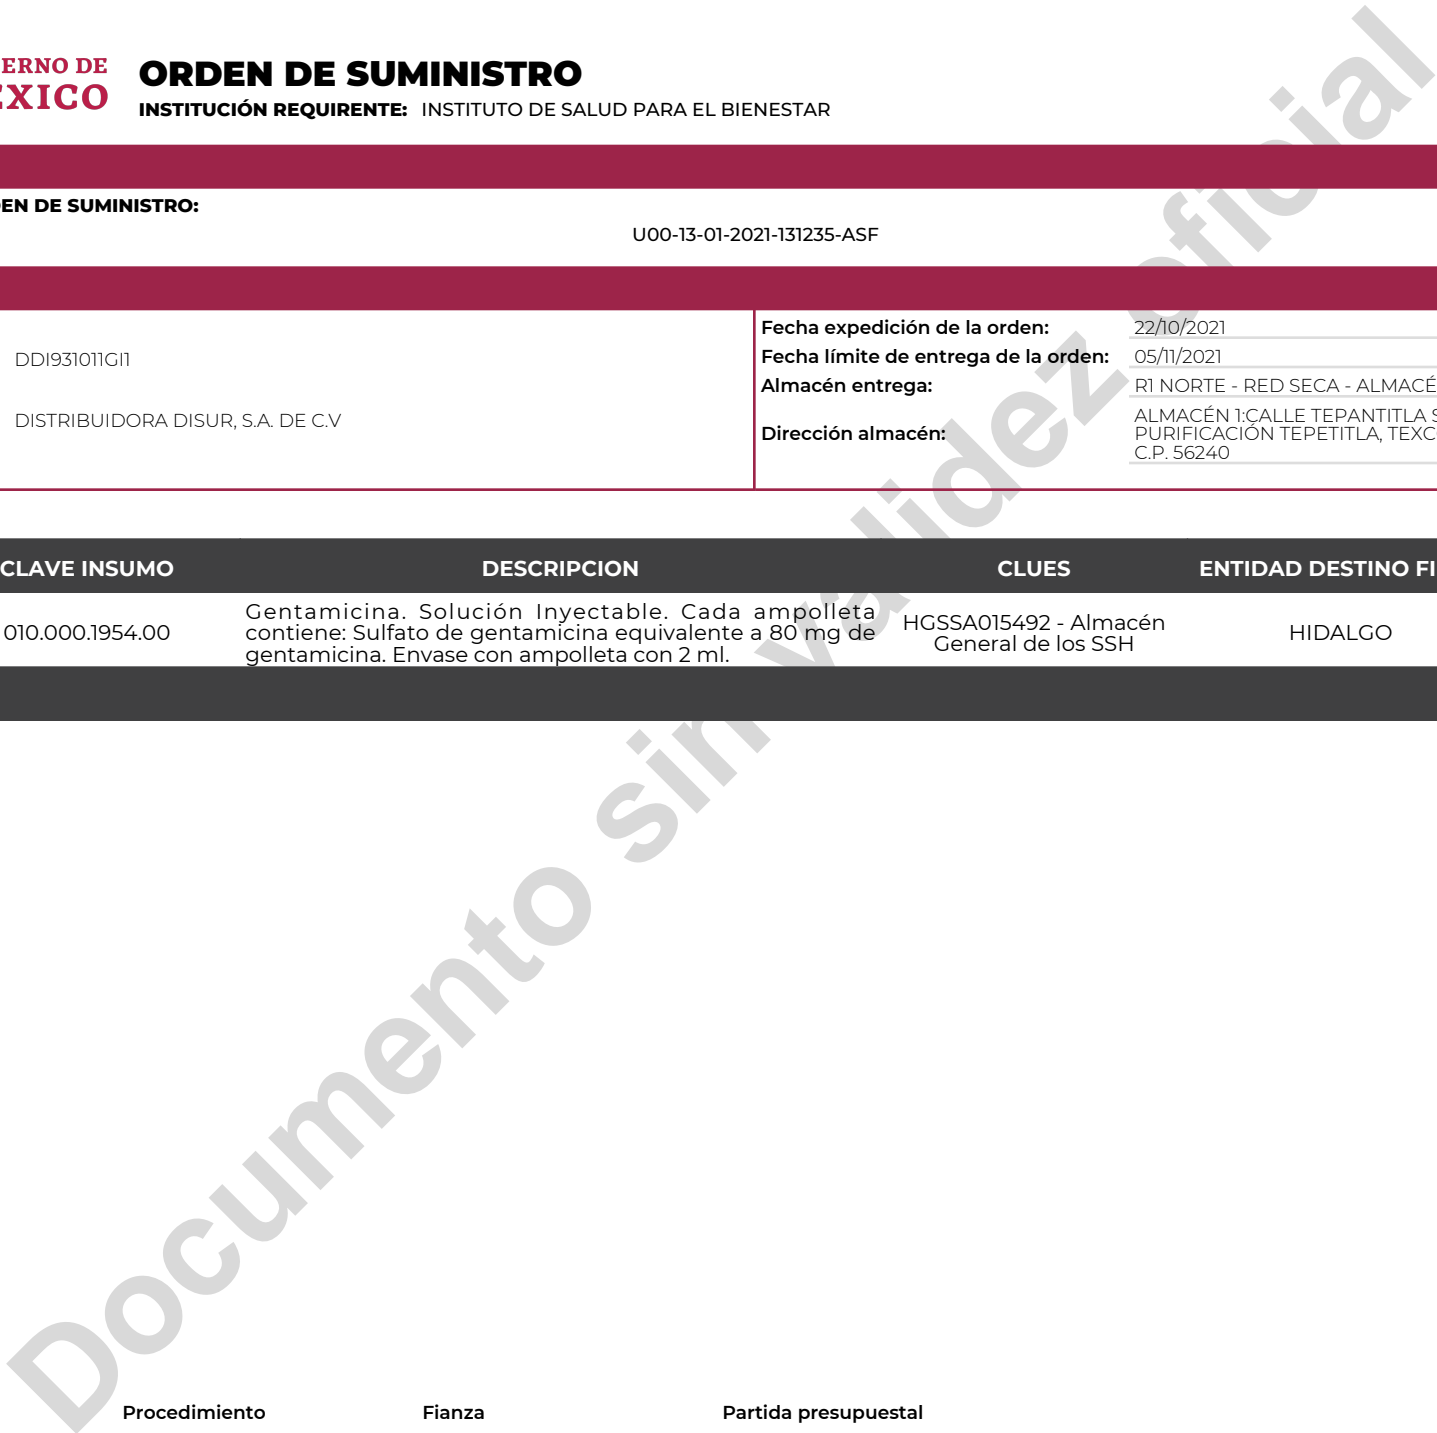 ERNO DE
ÉXICO
ORDEN DE SUMINISTRO
INSTITUCIÓN REQUIRENTE: INSTITUTO DE SALUD PARA EL BIENESTAR
EN DE SUMINISTRO:
U00-13-01-2021-131235-ASF
DDI931011GI1
DISTRIBUIDORA DISUR, S.A. DE C.V
Fecha expedición de la orden: 22/10/2021
Fecha límite de entrega de la orden: 05/11/2021
Almacén entrega: R1 NORTE - RED SECA - ALMACÉ
Dirección almacén:
ALMACÉN 1:CALLE TEPANTITLA S
PURIFICACIÓN TEPETITLA, TEXC
C.P. 56240
CLAVE INSUMO DESCRIPCION CLUES ENTIDAD DESTINO FI
010.000.1954.00
Gentamicina. Solución Inyectable. Cada ampolleta
contiene: Sulfato de gentamicina equivalente a 80 mg de
gentamicina. Envase con ampolleta con 2 ml.
HGSSA015492 - Almacén
General de los SSH
HIDALGO
Documento sin validez oficial
Procedimiento Fianza Partida presupuestal